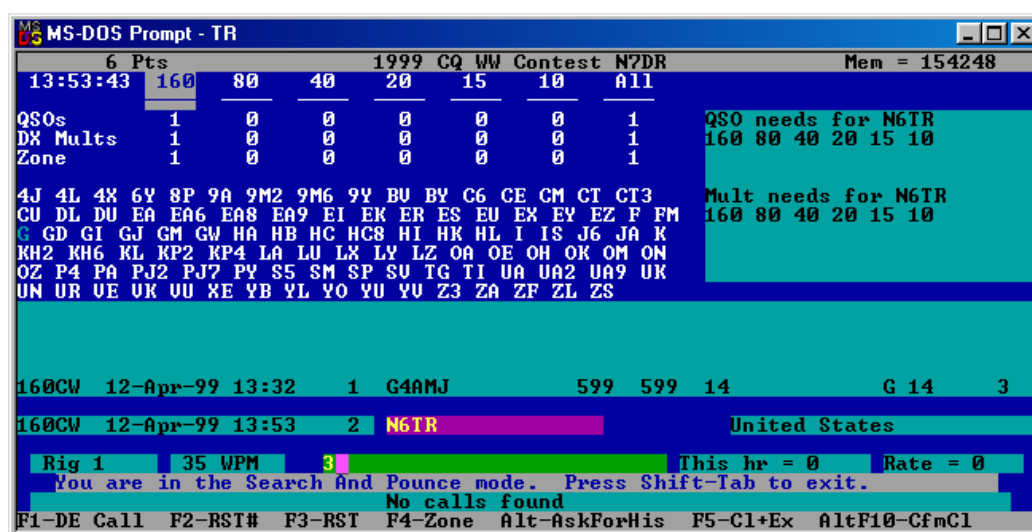 MS-DOS Prompt - TR
6 Pts 1999 CQ WW Contest N7DR Mem = 154248
13:53:43 160 80 40 20 15 10 All
QSOs 1 0 0 0 0 0 1 QSO needs for N6TR
DX Mults 1 0 0 0 0 0 1 160 80 40 20 15 10
Zone 1 0 0 0 0 0 1
4J 4L 4X 6Y 8P 9A 9M2 9M6 9Y BV BY C6 CE CM CT CT3 Mult needs for N6TR
CU DL DU EA EA6 EA8 EA9 EI EK ER ES EU EX EY EZ F FM 160 80 40 20 15 10
G GD GI GJ GM GW HA HB HC HC8 HI HK HL I IS J6 JA K
KH2 KH6 KL KP2 KP4 LA LU LX LY LZ OA OE OH OK OM ON
OZ P4 PA PJ2 PJ7 PY S5 SM SP SV TG TI UA UA2 UA9 UK
UN UR VE VK VU XE YB YL YO YU YV Z3 ZA ZF ZL ZS
160CW 12-Apr-99 13:32 1 G4AMJ 599 599 14 G 14 3
160CW 12-Apr-99 13:53 2 N6TR United States
Rig 1 35 WPM 3 This hr = 0 Rate = 0
You are in the Search And Pounce mode. Press Shift-Tab to exit.
No calls found
F1-DE Call F2-RST# F3-RST F4-Zone Alt-AskForHis F5-Cl+Ex AltF10-CfmCl